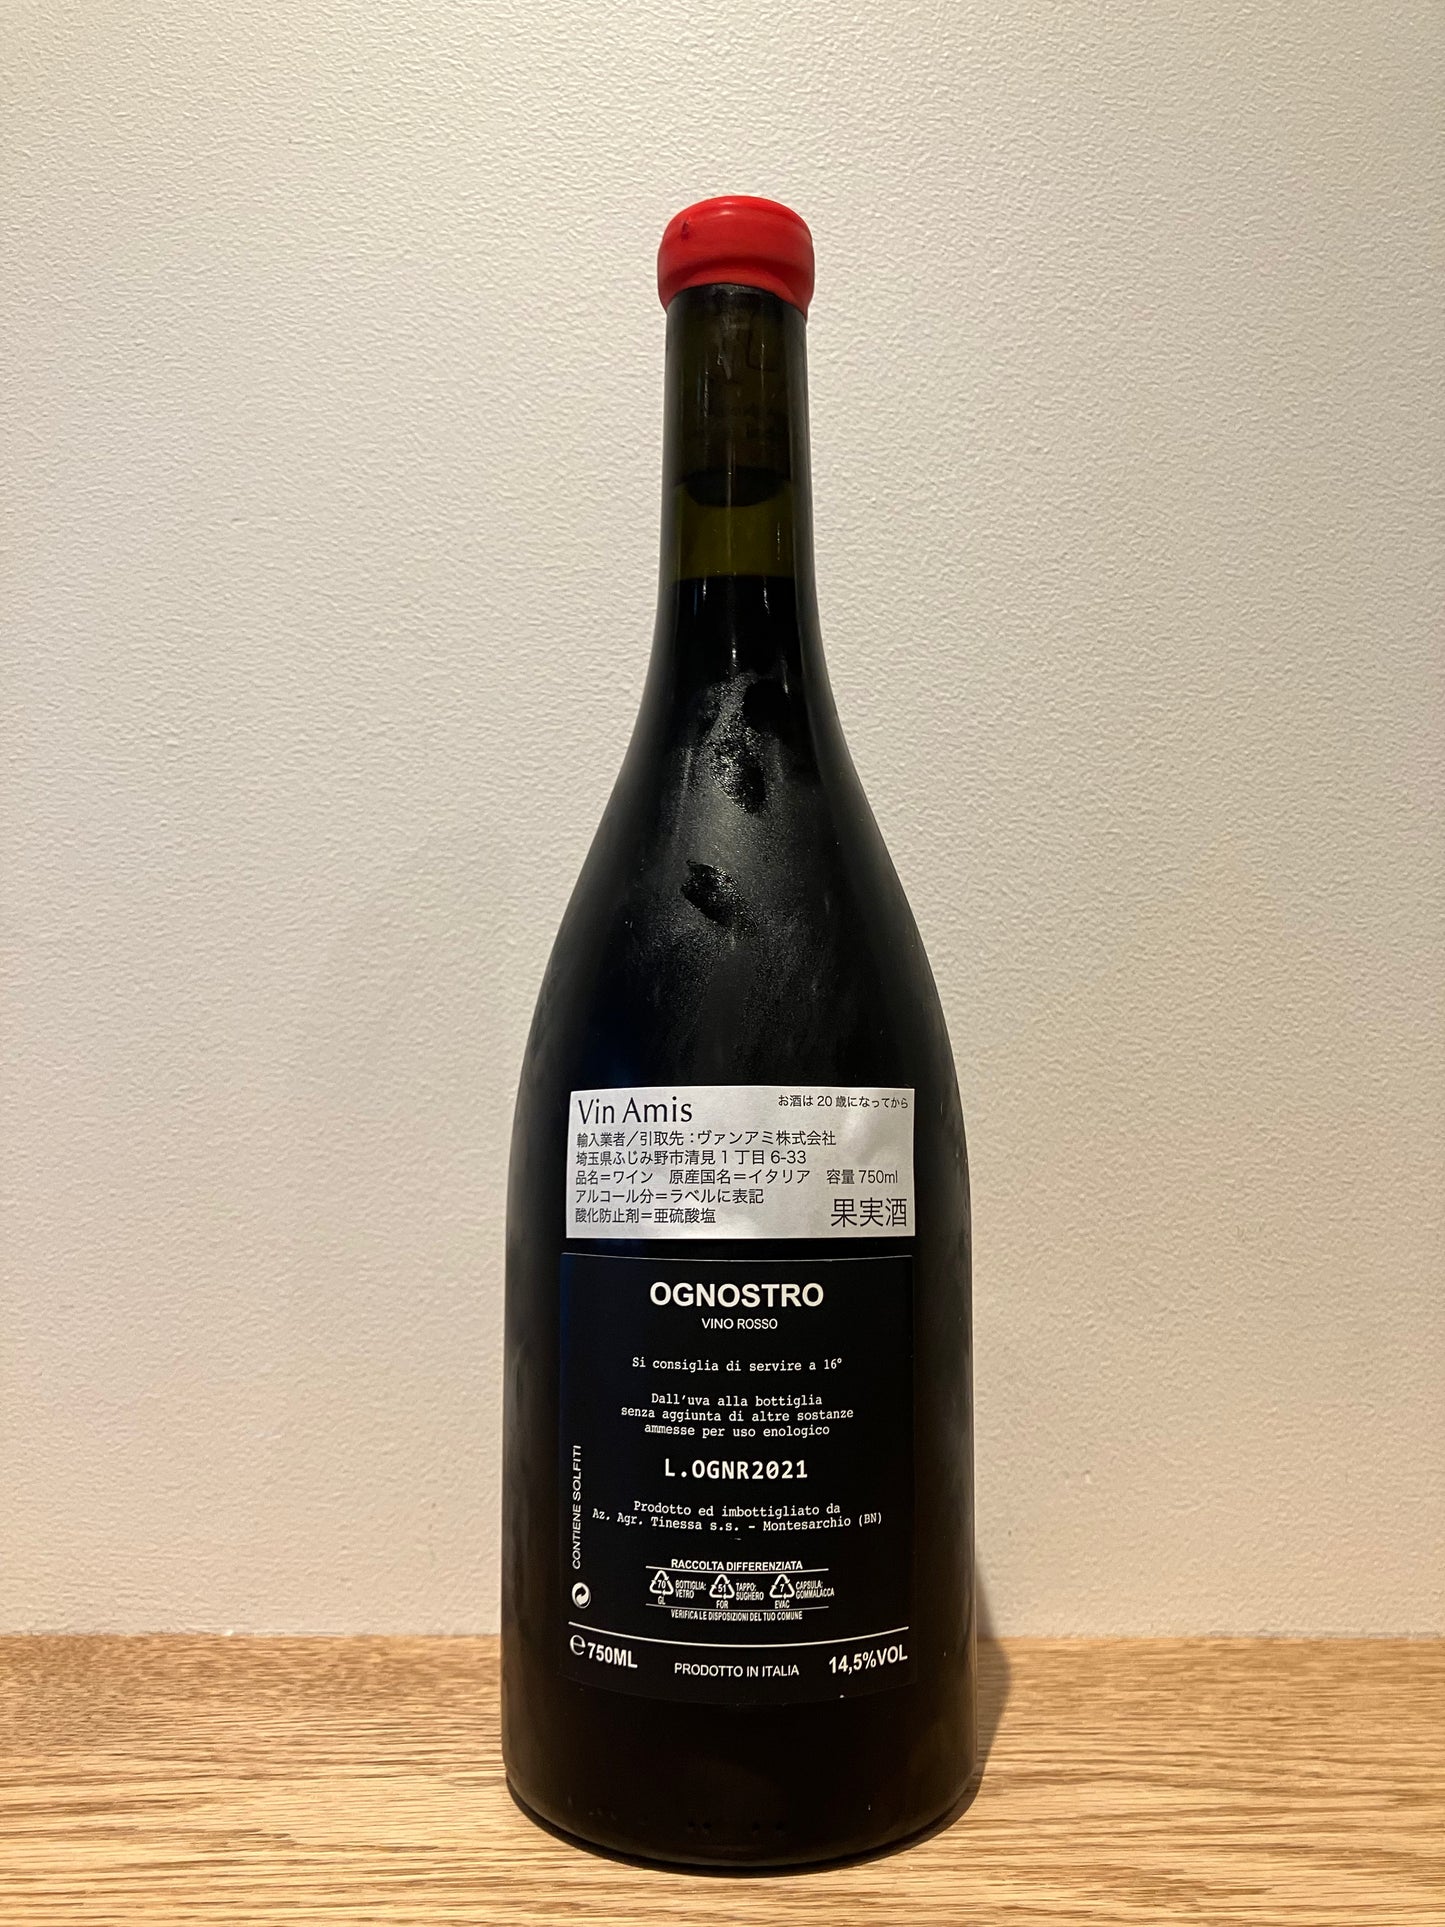 Vin Amis お酒は20歳になってから
輸入業者／引取先：ヴァンアミ株式会社
埼玉県ふじみ野市清見1丁目6-33
品名＝ワイン　原産国名＝イタリア　容量750ml
アルコール分＝ラベルに表記
酸化防止剤＝亜硫酸塩 果実酒
OGNOSTRO
VINO ROSSO
Si consiglia di servire a 16°
Dall'uva alla bottiglia
senza aggiunta di altre sostanze
ammesse per uso enologico
L.OGNR2021
Prodotto ed imbottigliato da
Az. Agr. Tinessa s.s. - Montesarchio (BN)
CONTIENE SOLFITI
RACCOLTA DIFFERENZIATA
70 GL BOTTIGLIA: VETRO 51 FOR TAPPO: SUGHERO 7 EVAC CAPSULA: GOMMALACCA
VERIFICA LE DISPOSIZIONI DEL TUO COMUNE
℮750ML PRODOTTO IN ITALIA 14,5%VOL